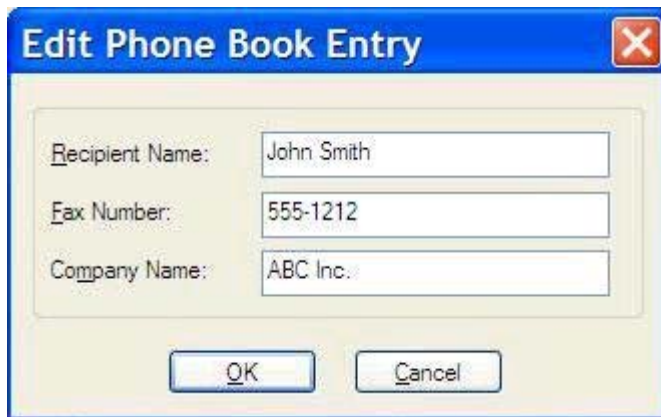 Edit Phone Book Entry
Recipient Name: John Smith
Fax Number: 555-1212
Company Name: ABC Inc.
OK Cancel